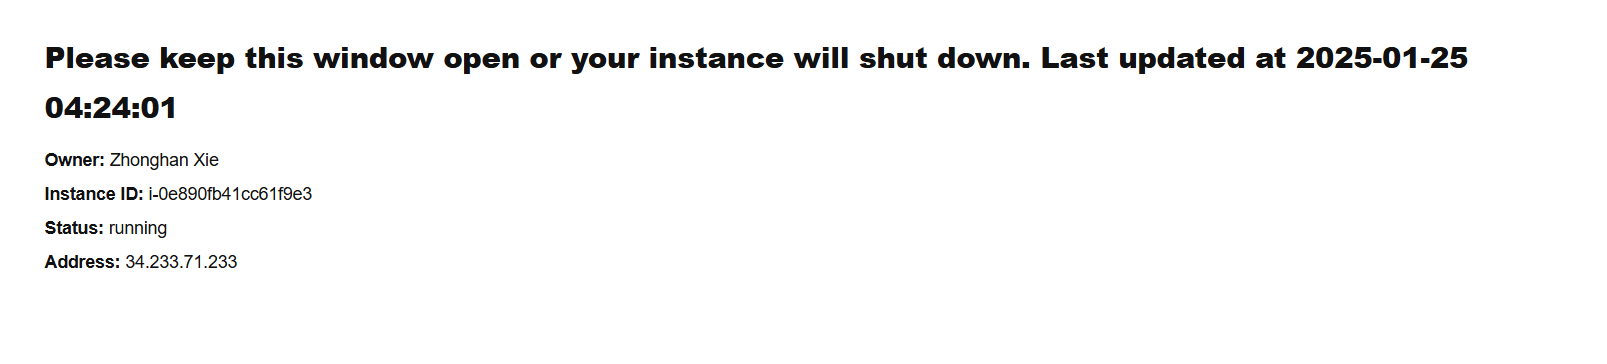 Please keep this window open or your instance will shut down. Last updated at 2025-01-25
04:24:01
Owner: Zhonghan Xie
Instance ID: i-0e890fb41cc61f9e3
Status: running
Address: 34.233.71.233